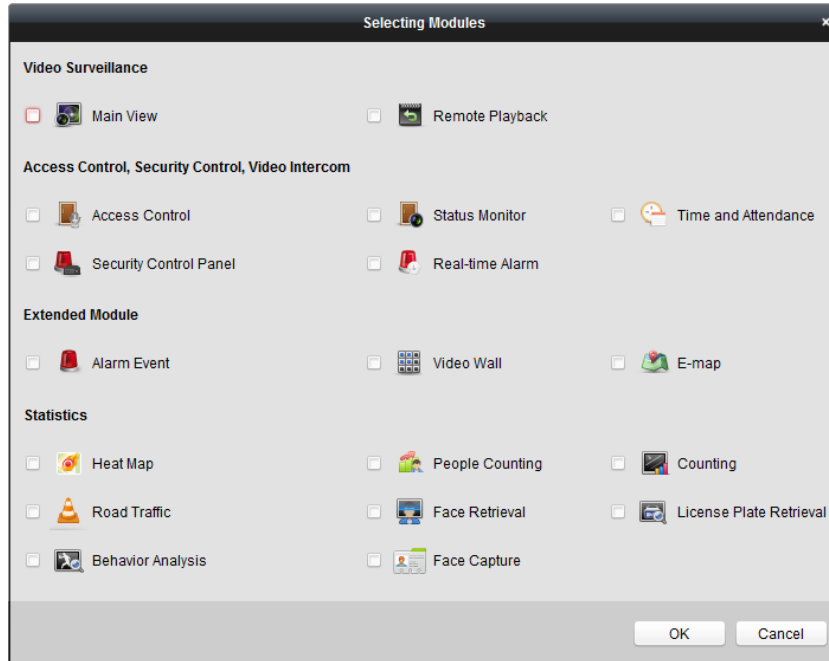 Selecting Modules
Video Surveillance
Main View Remote Playback
Access Control, Security Control, Video Intercom
Access Control Status Monitor Time and Attendance
Security Control Panel Real-time Alarm
Extended Module
Alarm Event Video Wall E-map
Statistics
Heat Map People Counting Counting
Road Traffic Face Retrieval License Plate Retrieval
Behavior Analysis Face Capture
OK Cancel